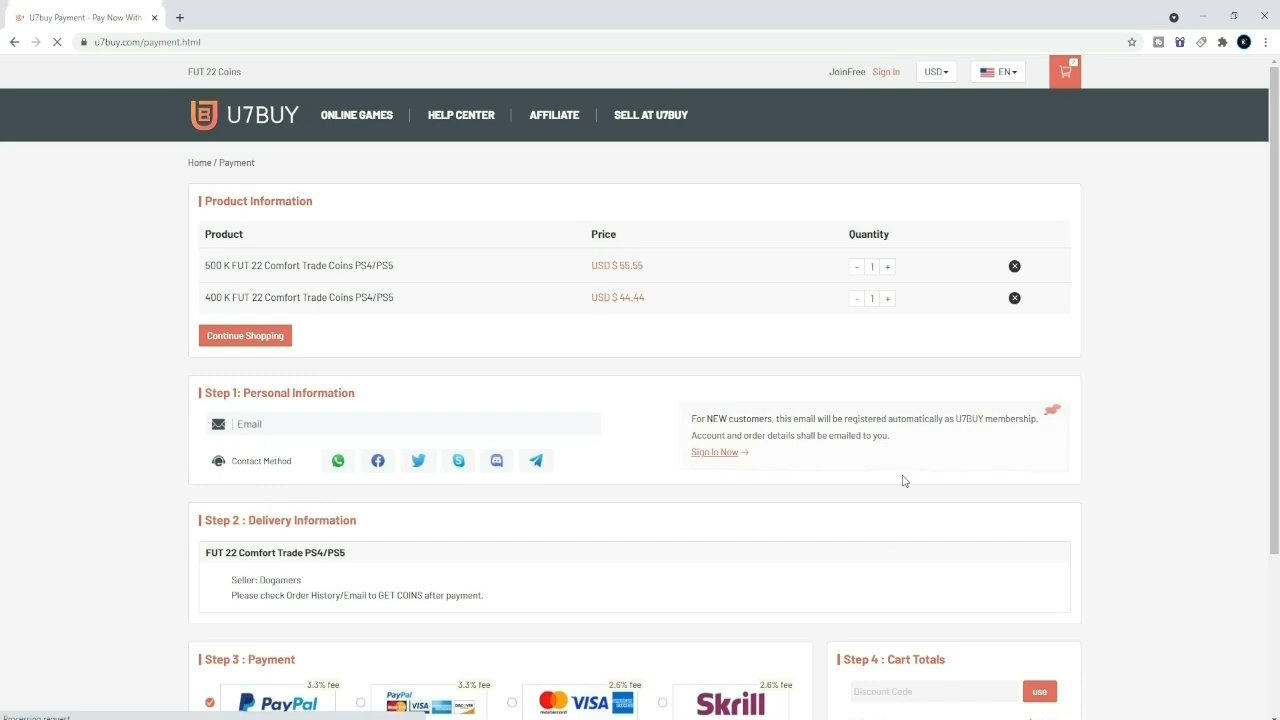 U7buy Payment - Pay Now With
u7buy.com/payment.html
FUT 22 Coins
JoinFree Sign In USD EN
U7BUY ONLINE GAMES HELP CENTER AFFILIATE SELL AT U7BUY
Home / Payment
Product Information
Product Price Quantity
500 K FUT 22 Comfort Trade Coins PS4/PS5 USD $ 55.55 - 1 +
400 K FUT 22 Comfort Trade Coins PS4/PS5 USD $ 44.44 - 1 +
Continue Shopping
Step 1: Personal Information
Email
Contact Method
For NEW customers, this email will be registered automatically as U7BUY membership.
Account and order details shall be emailed to you.
Sign In Now →
Step 2 : Delivery Information
FUT 22 Comfort Trade PS4/PS5
Seller: Dogamers
Please check Order History/Email to GET COINS after payment.
Step 3 : Payment
3.3% fee 3.3% fee 2.6% fee 2.6% fee
PayPal PayPal VISA DISCOVER mastercard VISA Skrill
Step 4 : Cart Totals
Discount Code use
Processing request